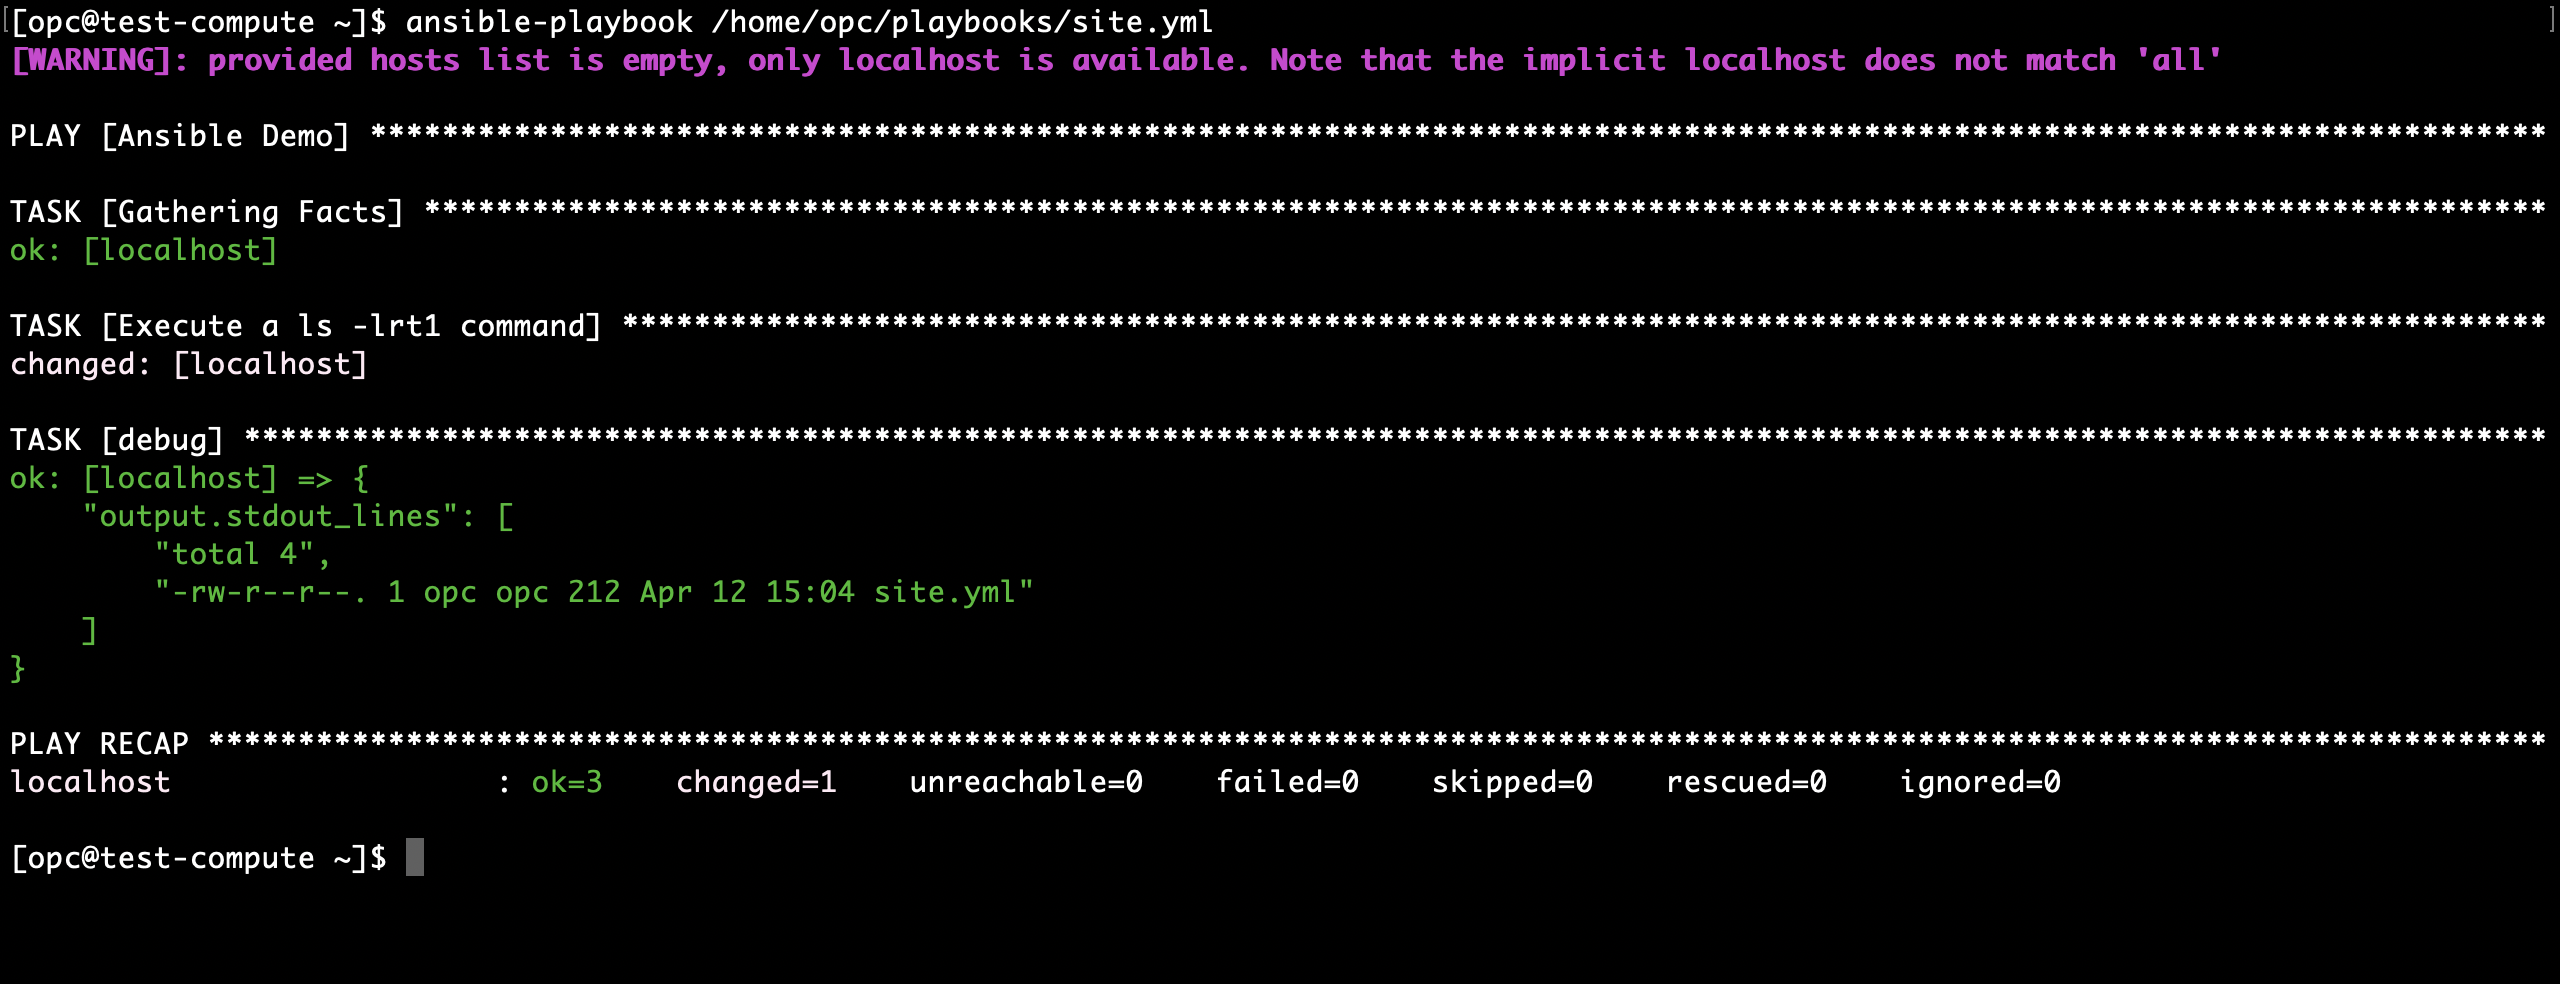 [opc@test-compute ~]$ ansible-playbook /home/opc/playbooks/site.yml
[WARNING]: provided hosts list is empty, only localhost is available. Note that the implicit localhost does not match 'all'
PLAY [Ansible Demo] *************************************************************************************************************************
TASK [Gathering Facts] **********************************************************************************************************************
ok: [localhost]
TASK [Execute a ls -lrt1 command] ***********************************************************************************************************
changed: [localhost]
TASK [debug] ********************************************************************************************************************************
ok: [localhost] => {
    "output.stdout_lines": [
        "total 4",
        "-rw-r--r--. 1 opc opc 212 Apr 12 15:04 site.yml"
    ]
}
PLAY RECAP **********************************************************************************************************************************
localhost                  : ok=3    changed=1    unreachable=0    failed=0    skipped=0    rescued=0    ignored=0
[opc@test-compute ~]$